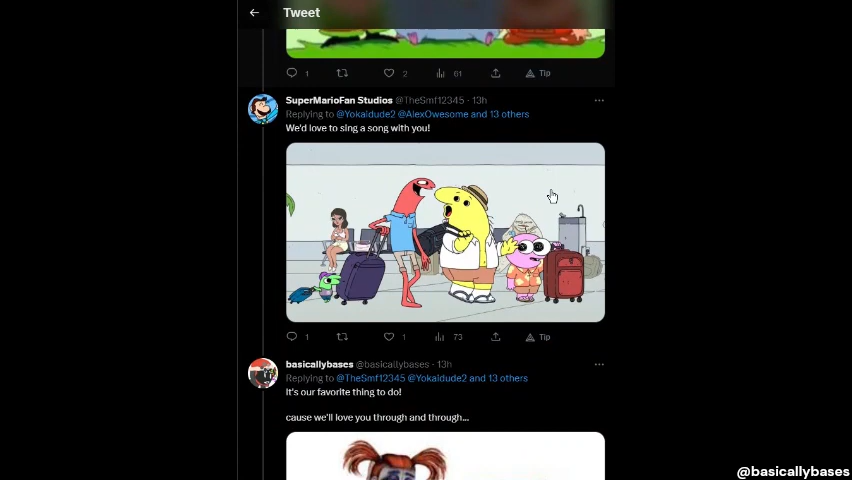 Tweet
1 2 61 Tip
SuperMarioFan Studios @TheSmf12345 · 13h
Replying to @Yokaidude2 @AlexOwesome and 13 others
We'd love to sing a song with you!
1 1 73 Tip
basicallybases @basicallybases · 13h
Replying to @TheSmf12345 @Yokaidude2 and 13 others
It's our favorite thing to do!
cause we'll love you through and through...
@basicallybases